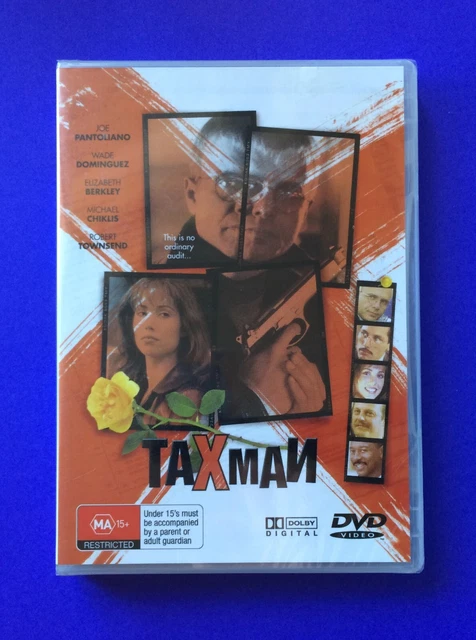 JOE
PANTOLIANO
WADE
DOMINGUEZ
ELIZABETH
BERKLEY
MICHAEL
CHIKLIS
ROBERT
TOWNSEND
This is no
ordinary
audit...
TAXMAN
MA 15+
RESTRICTED
Under 15's must
be accompanied
by a parent or
adult guardian
DOLBY
DIGITAL
DVD
VIDEO